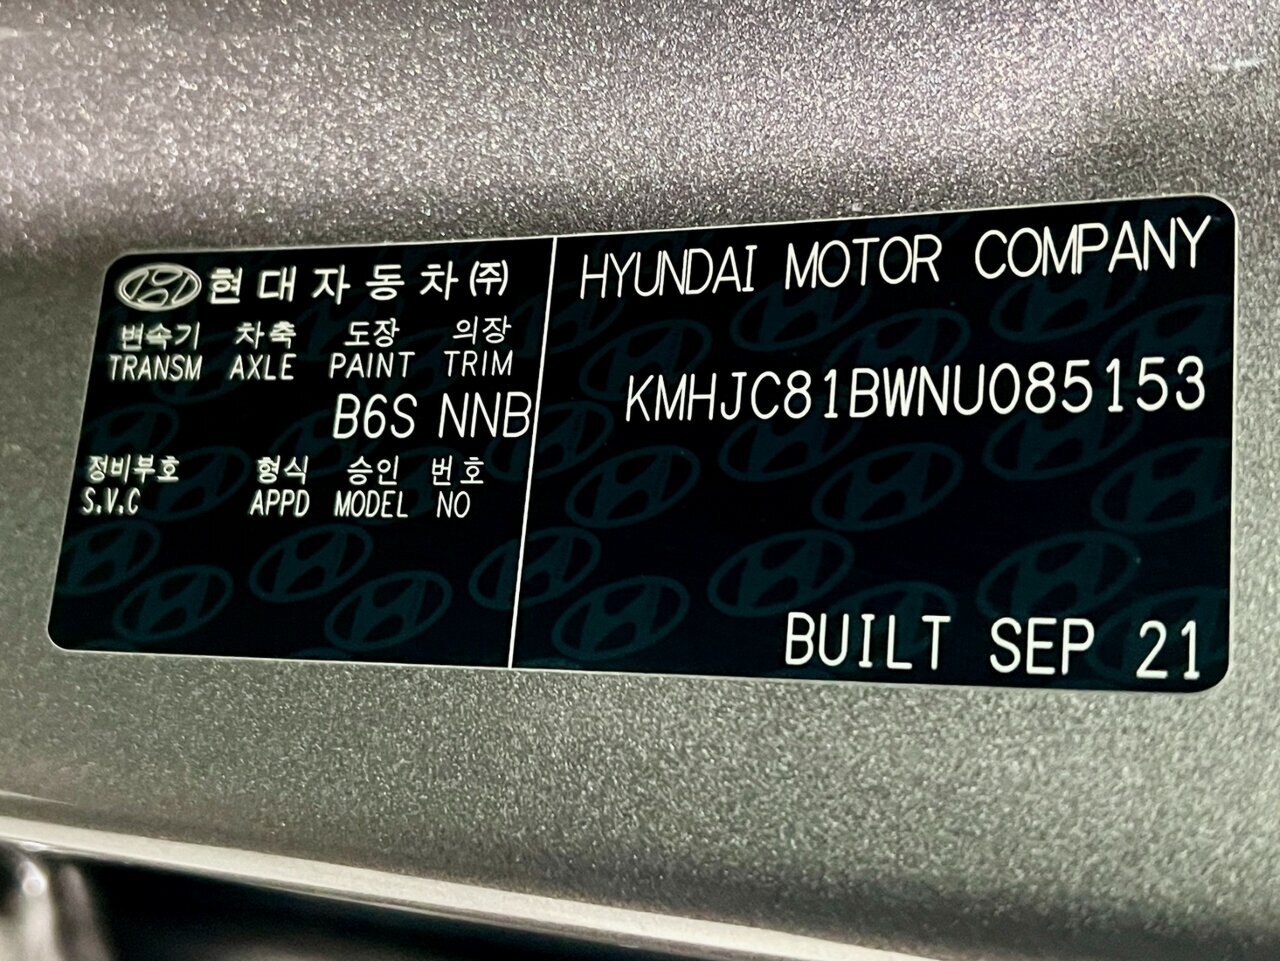 현대자동차(주)
변속기 차축 도장 의장
TRANSM AXLE PAINT TRIM
B6S NNB
정비부호 형식 승인 번호
S.V.C APPD MODEL NO
HYUNDAI MOTOR COMPANY
KMHJC81BWNU085153
BUILT SEP 21